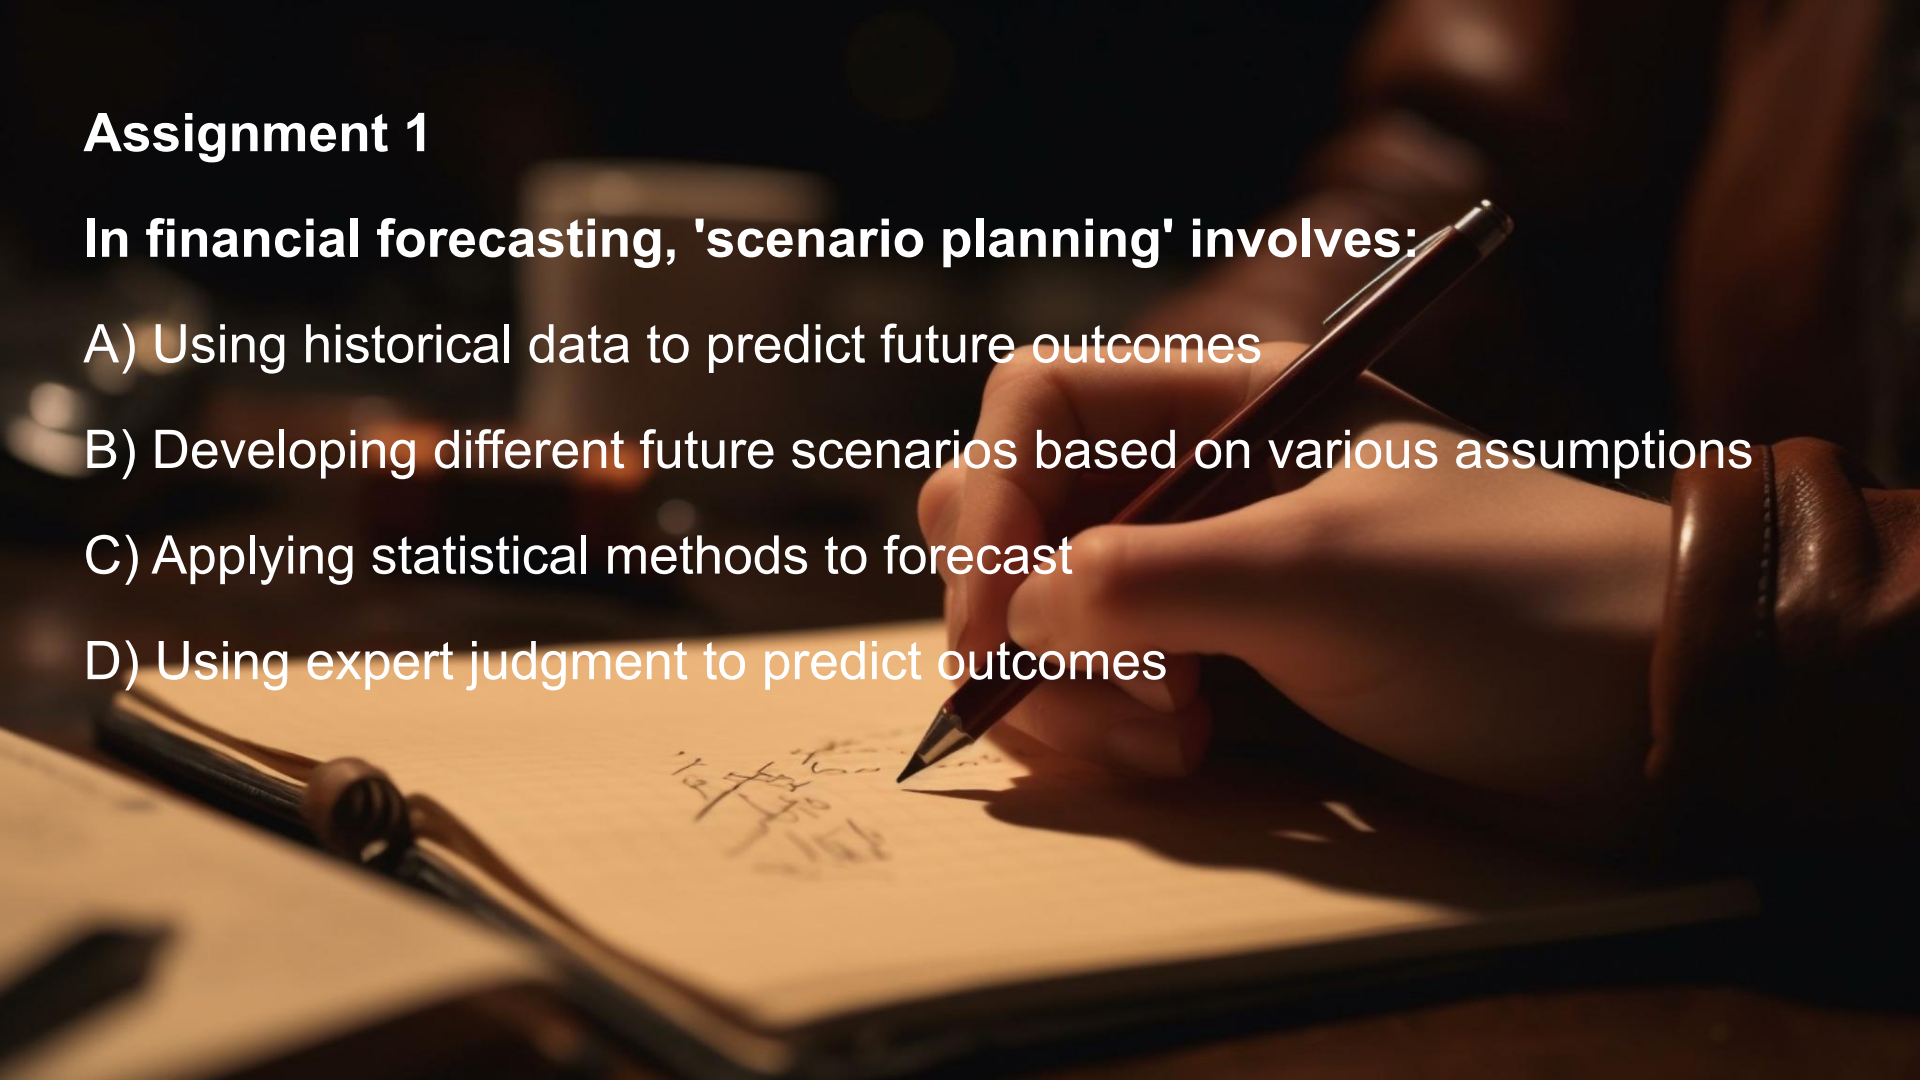 Assignment 1
In financial forecasting, 'scenario planning' involves:
A) Using historical data to predict future outcomes
B) Developing different future scenarios based on various assumptions
C) Applying statistical methods to forecast
D) Using expert judgment to predict outcomes